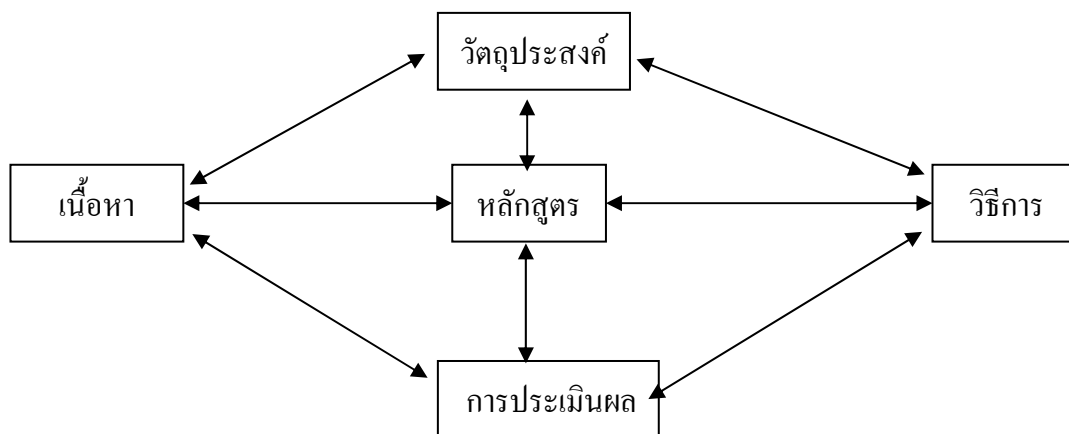 วัตถุประสงค์
เนื้อหา
หลักสูตร
วิธีการ
การประเมินผล